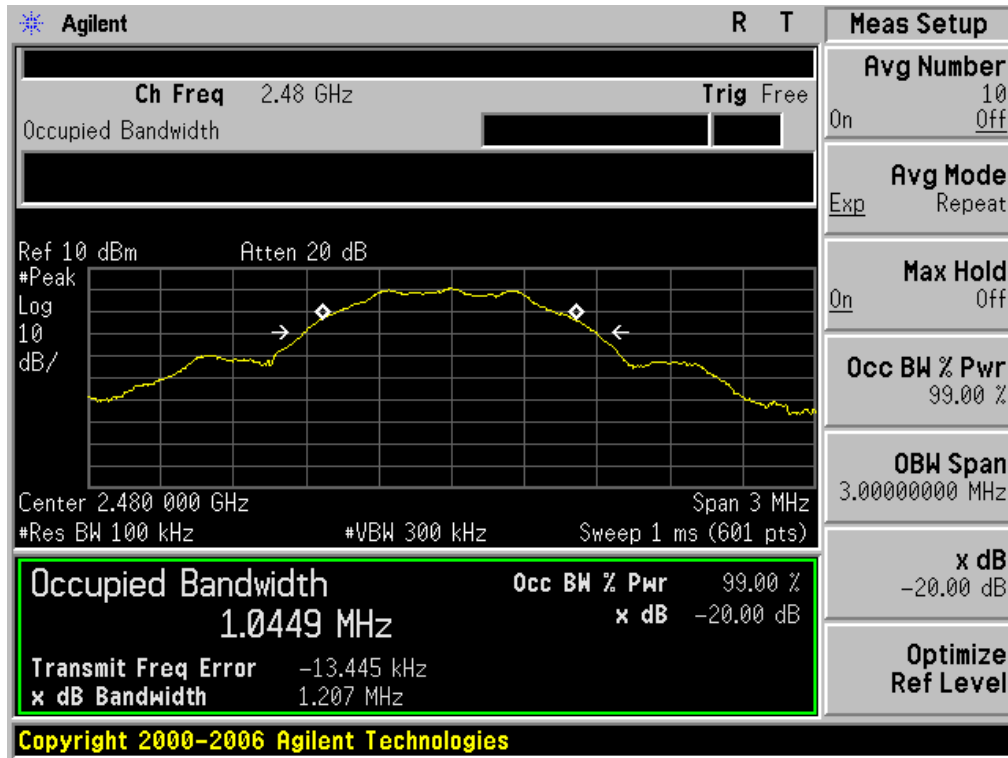 Agilent R T
Ch Freq 2.48 GHz Trig Free
Occupied Bandwidth
Ref 10 dBm Atten 20 dB
#Peak
Log
10
dB/
Center 2.480 000 GHz Span 3 MHz
#Res BW 100 kHz #VBW 300 kHz Sweep 1 ms (601 pts)
Occupied Bandwidth Occ BW % Pwr 99.00 %
1.0449 MHz x dB -20.00 dB
Transmit Freq Error -13.445 kHz
x dB Bandwidth 1.207 MHz
Copyright 2000-2006 Agilent Technologies
Meas Setup
Avg Number
10
On Off
Avg Mode
Exp Repeat
Max Hold
On Off
Occ BW % Pwr
99.00 %
OBW Span
3.00000000 MHz
x dB
-20.00 dB
Optimize
Ref Level